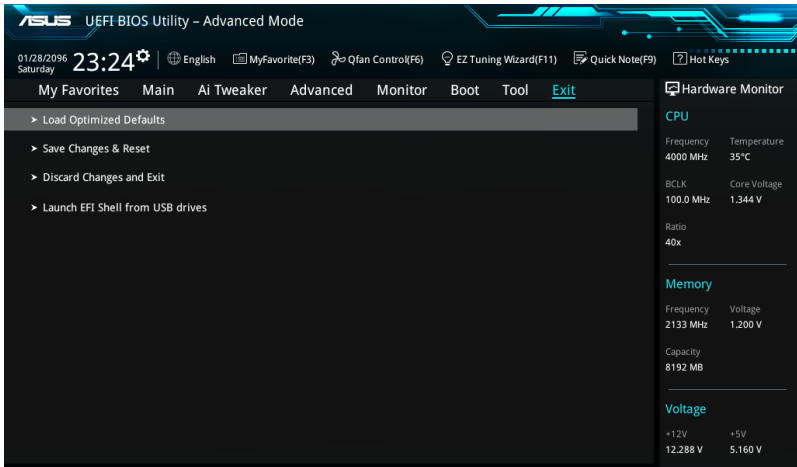 ASUS UEFI BIOS Utility – Advanced Mode
01/28/2096
Saturday
23:24
English
MyFavorite(F3)
Qfan Control(F6)
EZ Tuning Wizard(F11)
Quick Note(F9)
? Hot Keys
My Favorites Main Ai Tweaker Advanced Monitor Boot Tool Exit
Hardware Monitor
> Load Optimized Defaults
> Save Changes & Reset
> Discard Changes and Exit
> Launch EFI Shell from USB drives
CPU
Frequency Temperature
4000 MHz 35°C
BCLK Core Voltage
100.0 MHz 1.344 V
Ratio
40x
Memory
Frequency Voltage
2133 MHz 1.200 V
Capacity
8192 MB
Voltage
+12V +5V
12.288 V 5.160 V